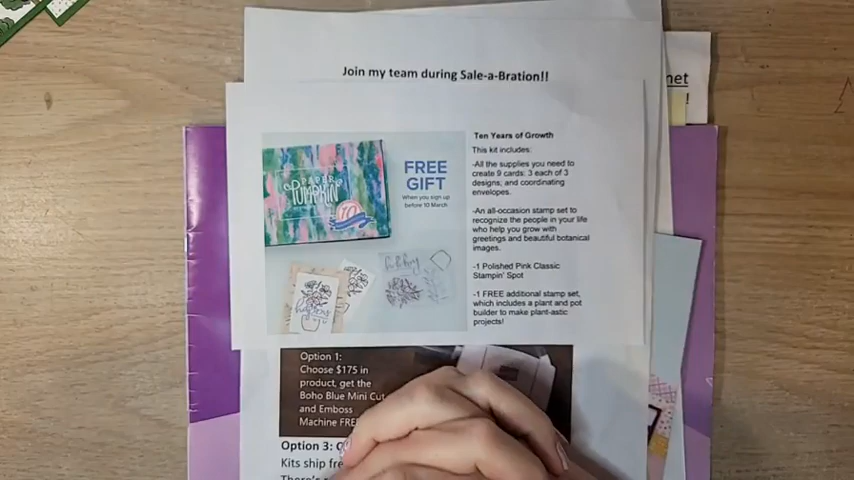 Join my team during Sale-a-Bration!!
net
!
PAPER
PUMPKIN
10
FREE
GIFT
When you sign up
before 10 March
Ten Years of Growth
This kit includes:
-All the supplies you need to
create 9 cards: 3 each of 3
designs; and coordinating
envelopes.
-An all-occasion stamp set to
recognize the people in your life
who help you grow with
greetings and beautiful botanical
images.
-1 Polished Pink Classic
Stampin' Spot
-1 FREE additional stamp set,
which includes a plant and pot
builder to make plant-astic
projects!
Option 1:
Choose $175 in
product, get the
Boho Blue Mini Cut
and Emboss
Machine FREE
Option 3:
Kits ship fre
There's